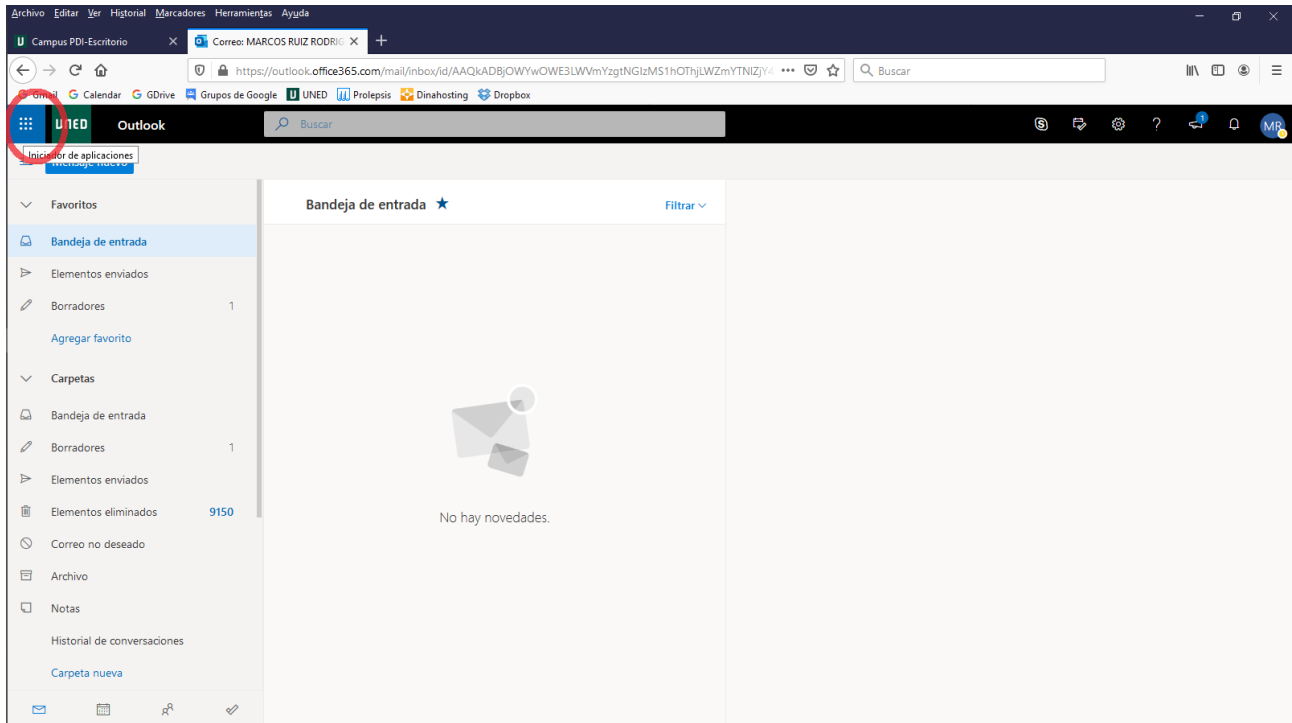 Archivo Editar Ver Historial Marcadores Herramientas Ayuda
Campus PDI-Escritorio Correo: MARCOS RUIZ RODRIG
https://outlook.office365.com/mail/inbox/id/ Buscar
Gmail Calendar GDrive Grupos de Google UNED Prolepsis Dinahosting Dropbox
UNED Outlook Buscar 1 MR
Iniciador de aplicaciones
Mensaje nuevo
Favoritos Bandeja de entrada Filtrar
Bandeja de entrada
Elementos enviados
Borradores 1
Agregar favorito
Carpetas
Bandeja de entrada
Borradores 1
Elementos enviados
Elementos eliminados 9150
No hay novedades.
Correo no deseado
Archivo
Notas
Historial de conversaciones
Carpeta nueva